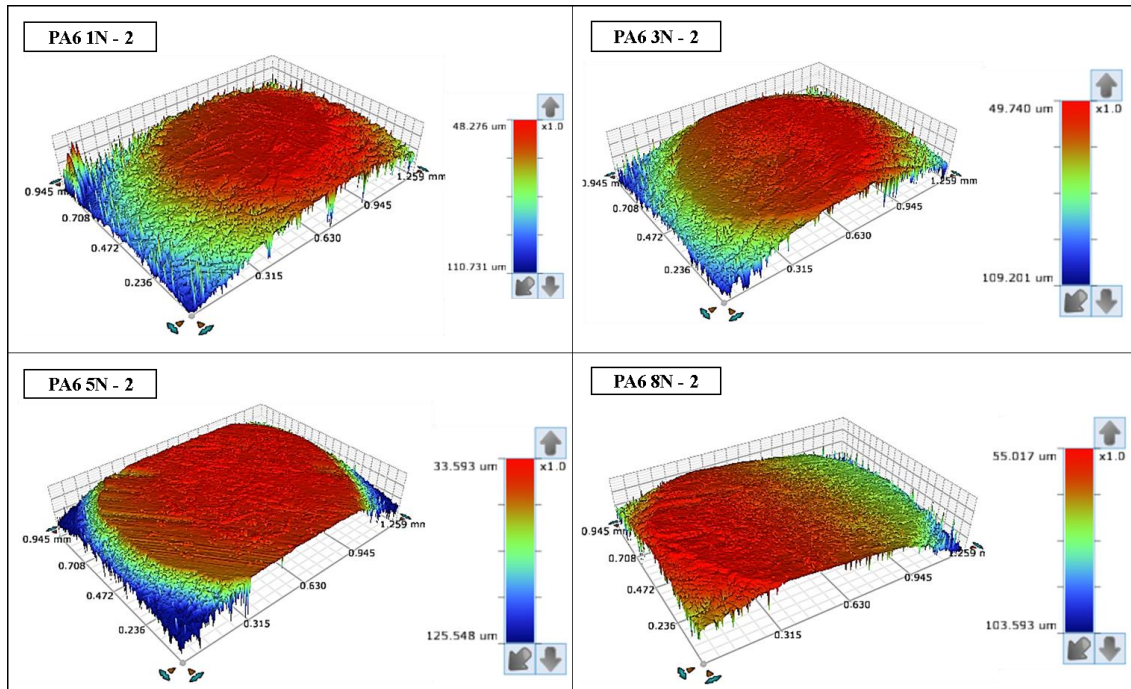 PA6 1N - 2
48.276 um
x1.0
110.731 um
0.945 m
0.708
0.472
0.236
0.315
0.630
0.945
1.259 mm
PA6 3N - 2
49.740 um
x1.0
109.201 um
0.945 mm
0.708
0.472
0.236
0.315
0.630
0.945
1.259 mm
PA6 5N - 2
33.593 um
x1.0
125.548 um
0.945 mm
0.708
0.472
0.236
0.315
0.630
0.945
1.259 mm
PA6 8N - 2
55.017 um
x1.0
103.593 um
0.945 mm
0.708
0.472
0.236
0.315
0.630
0.945
1.259 n